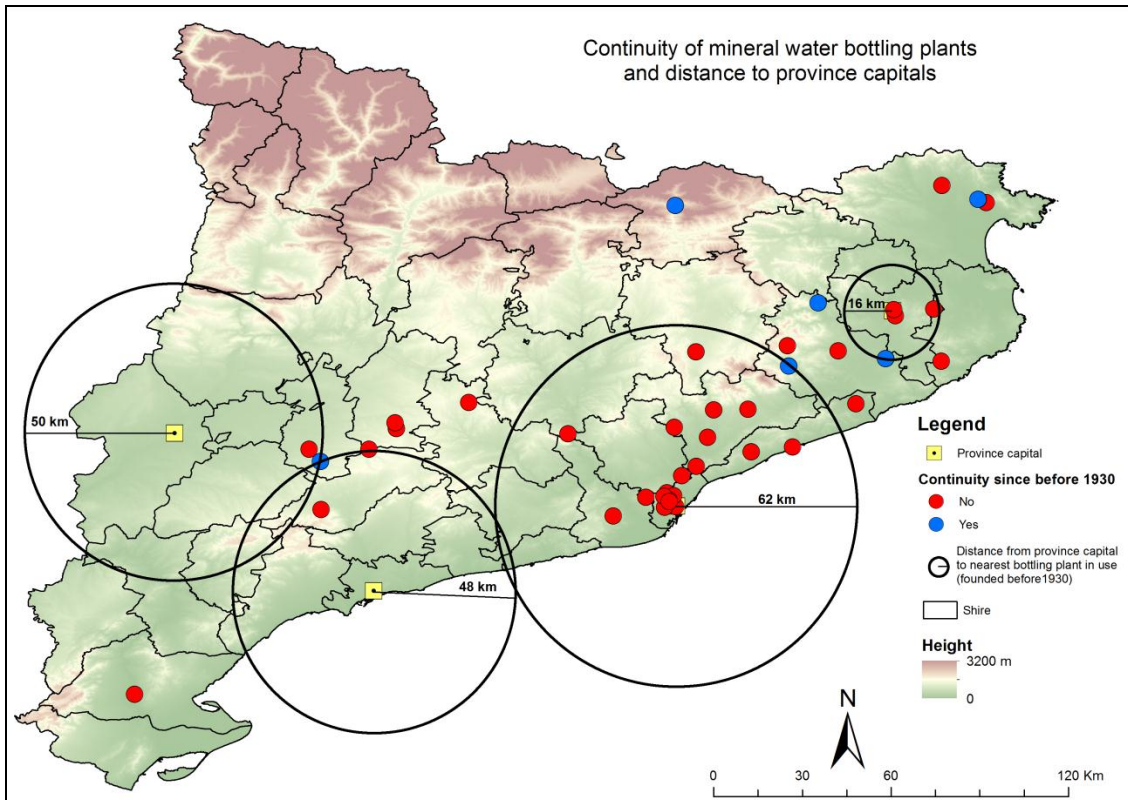 Continuity of mineral water bottling plants
and distance to province capitals
16 km
50 km
62 km
48 km
Legend
Province capital
Continuity since before 1930
No
Yes
Distance from province capital
to nearest bottling plant in use
(founded before1930)
Shire
Height
3200 m
0
N
0 30 60 120 Km